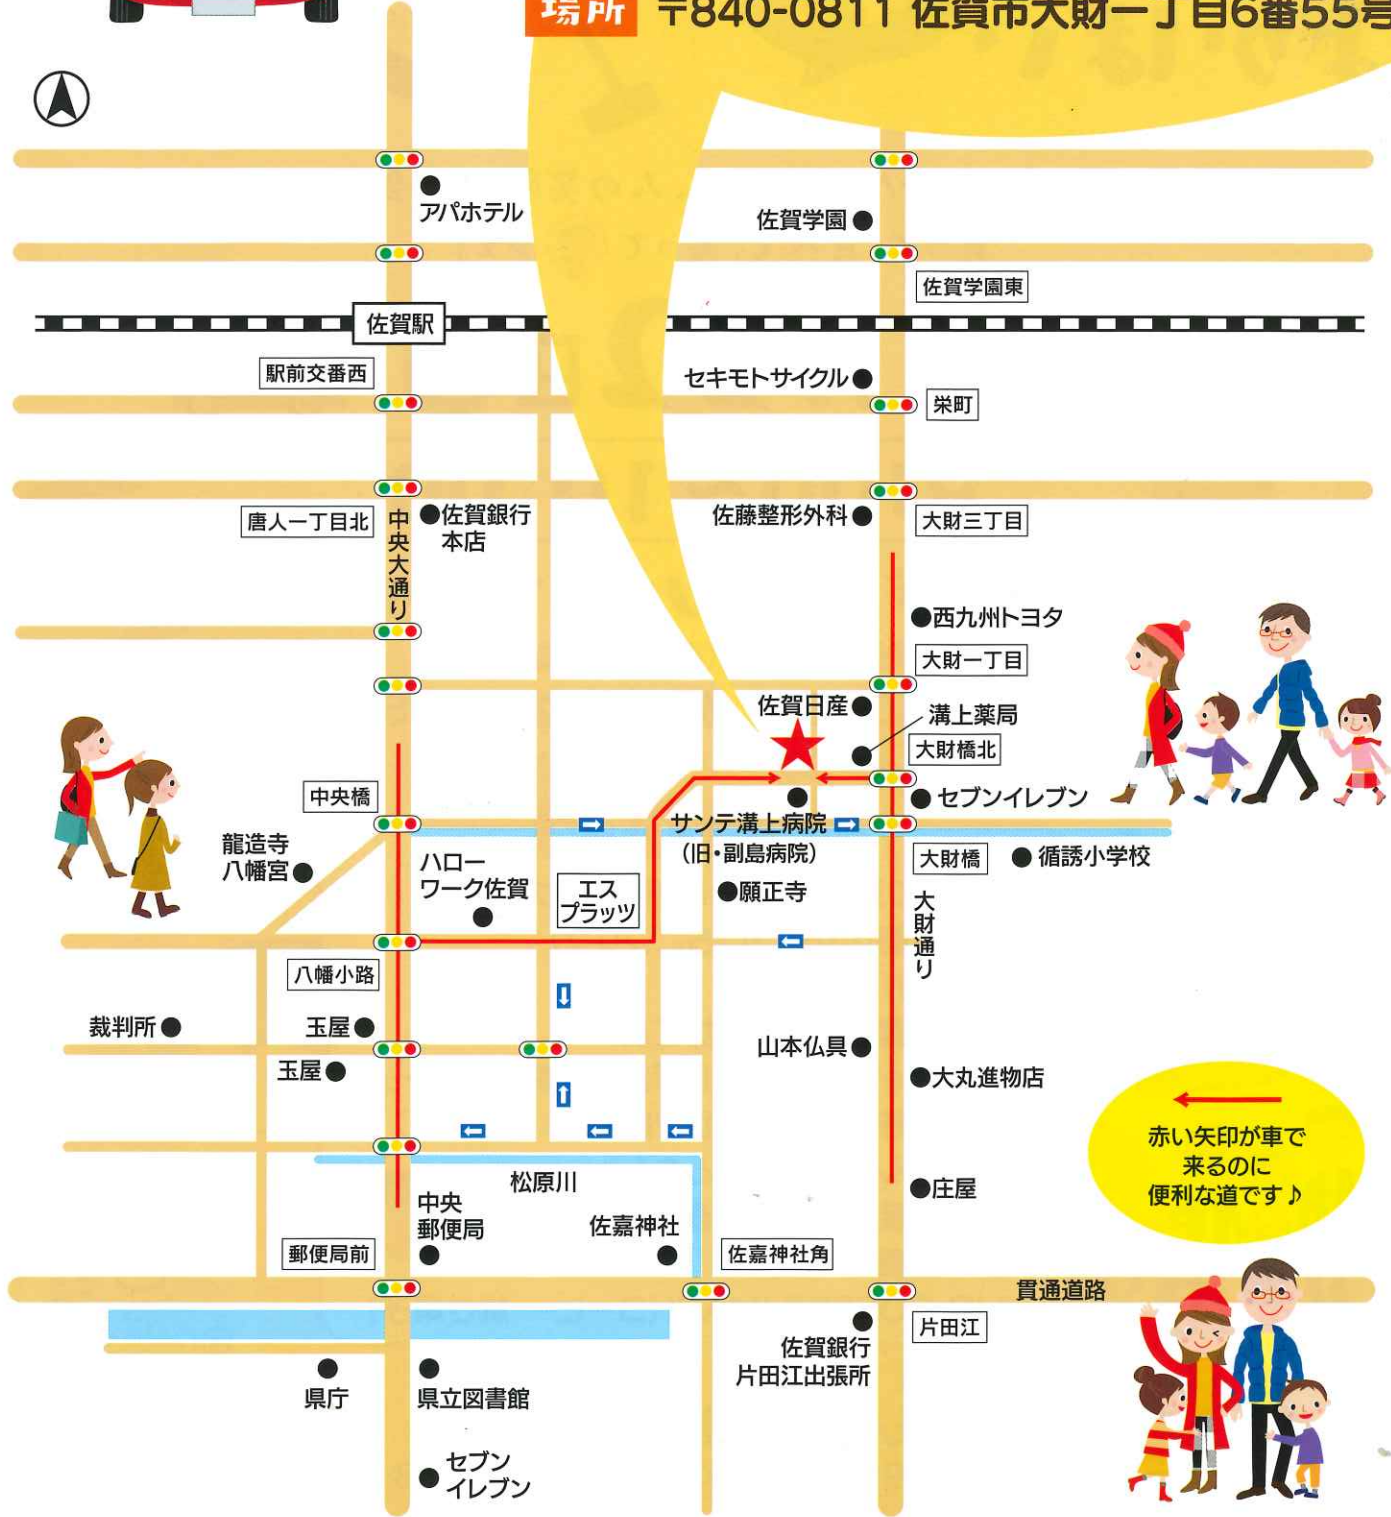 場所 〒840-0811 佐賀市大財一丁目6番55号
アパホテル
佐賀学園
佐賀学園東
佐賀駅
駅前交番西
セキモトサイクル
栄町
唐人一丁目北
中央大通り
佐賀銀行
本店
佐藤整形外科
大財三丁目
西九州トヨタ
大財一丁目
佐賀日産
溝上薬局
大財橋北
中央橋
セブンイレブン
サンテ溝上病院
(旧・副島病院)
龍造寺
八幡宮
ハロー
ワーク佐賀
エス
プラッツ
大財橋
循誘小学校
願正寺
大財通り
八幡小路
裁判所
玉屋
玉屋
山本仏具
大丸進物店
赤い矢印が車で
来るのに
便利な道です♪
松原川
庄屋
中央
郵便局
佐嘉神社
郵便局前
佐嘉神社角
貫通道路
片田江
佐賀銀行
片田江出張所
県庁
県立図書館
セブン
イレブン